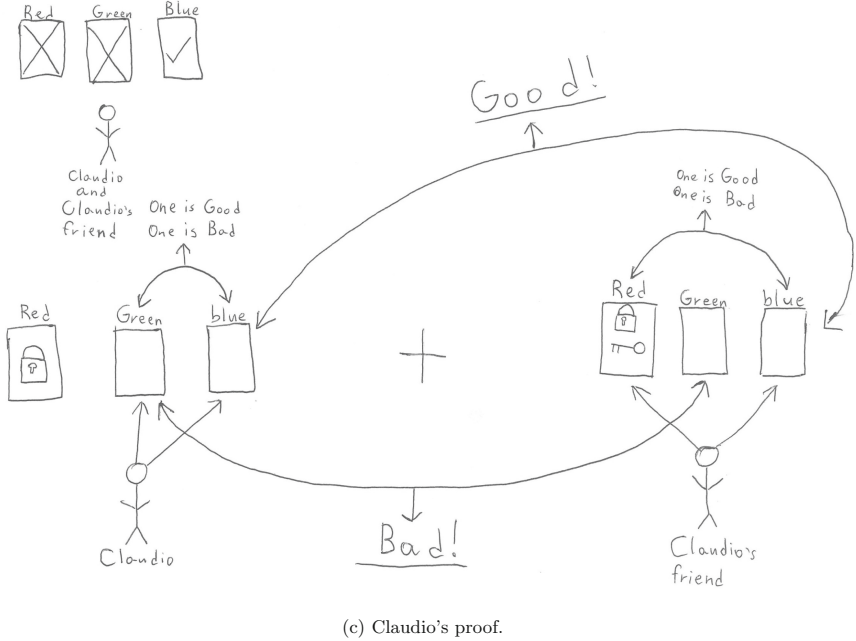 Red Green Blue
Good!
Claudio
and
Claudio's
friend
One is Good
One is Bad
One is Good
One is Bad
Red Green blue
Red Green blue
Claudio
Bad!
Claudio's
friend
(c) Claudio's proof.